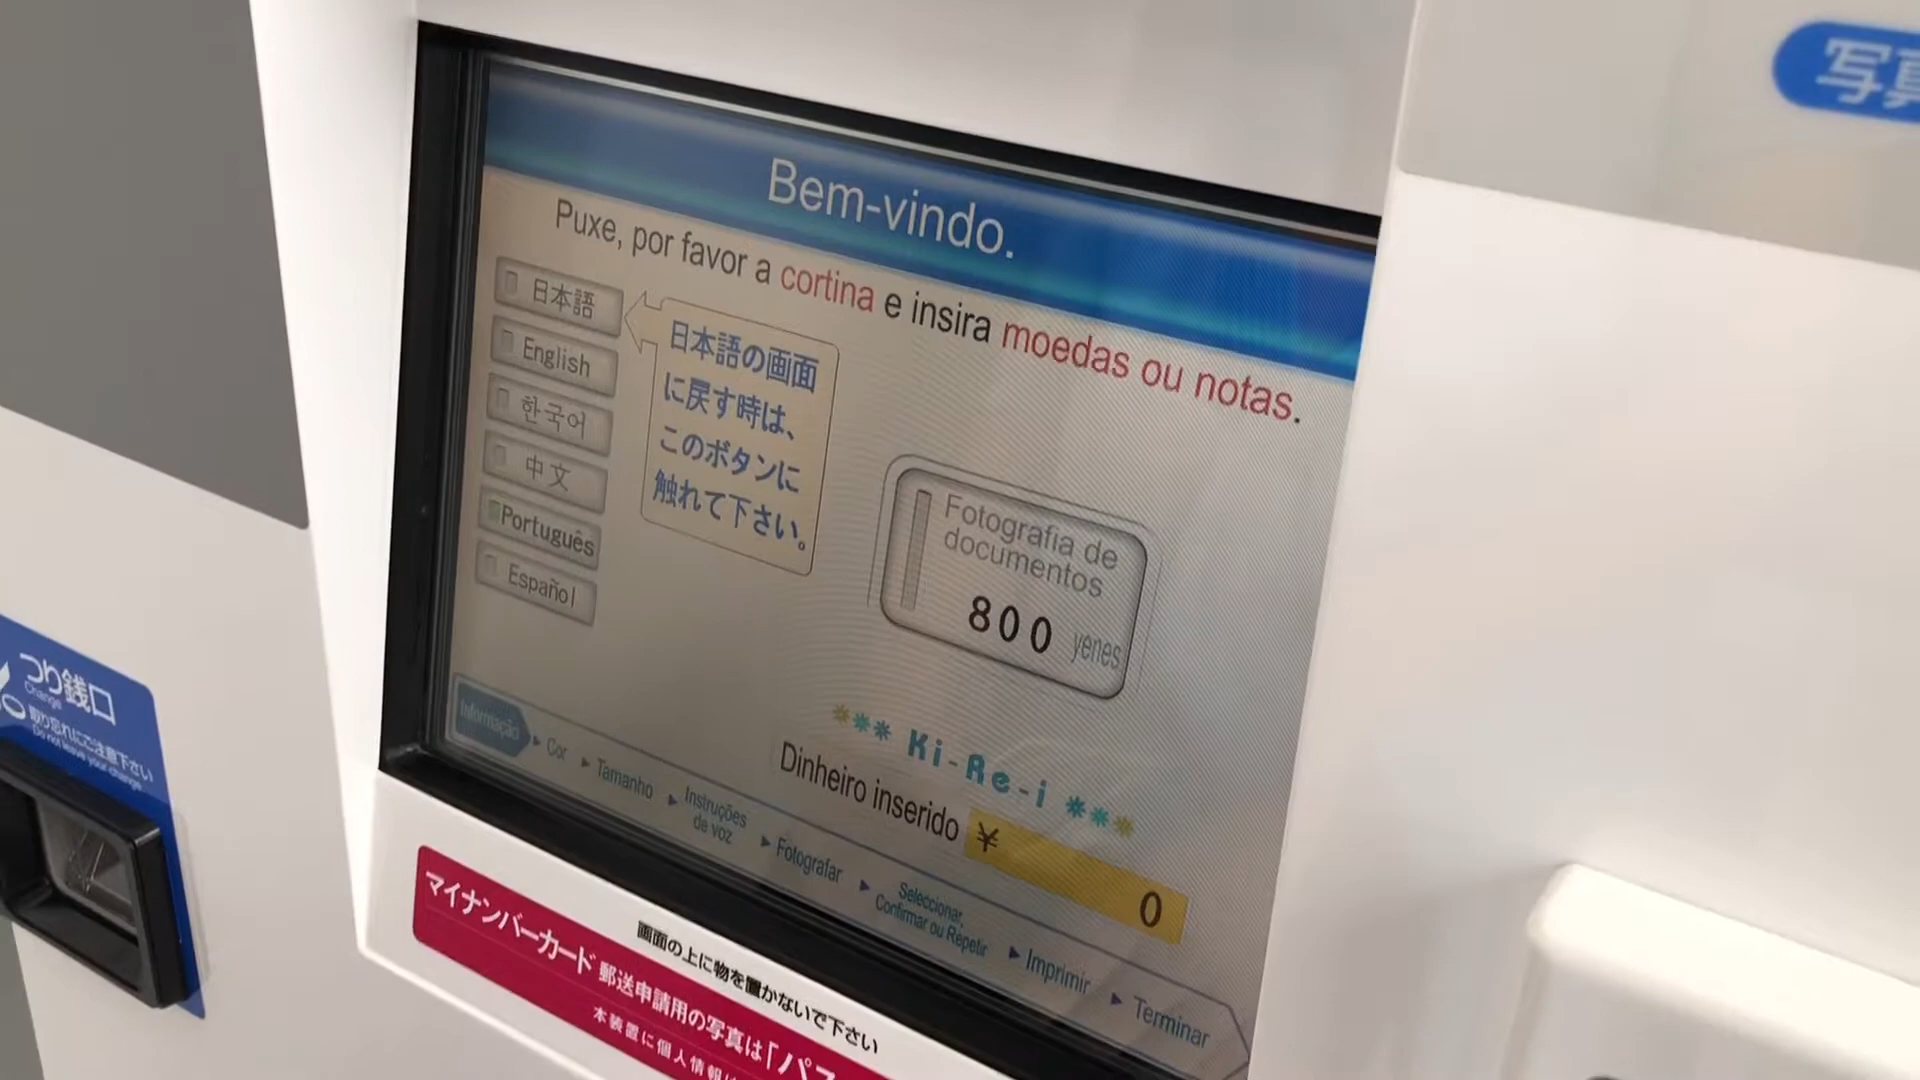 写真
Bem-vindo.
Puxe, por favor a cortina e insira moedas ou notas.
日本語
English
한국어
中文
Português
Español
日本語の画面
に戻す時は、
このボタンに
触れて下さい。
Fotografia de
documentos
800 yenes
*** Ki-Re-i ***
Dinheiro inserido ¥ 0
Informação
Cor
Tamanho
Instruções
de voz
Fotografar
Seleccionar,
Confirmar ou Repetir
Imprimir
Terminar
つり銭口
Change
取り忘れにご注意下さい
Do not leave your change.
画面の上に物を置かないで下さい
マイナンバーカード郵送申請用の写真は「パス
本装置に個人情報